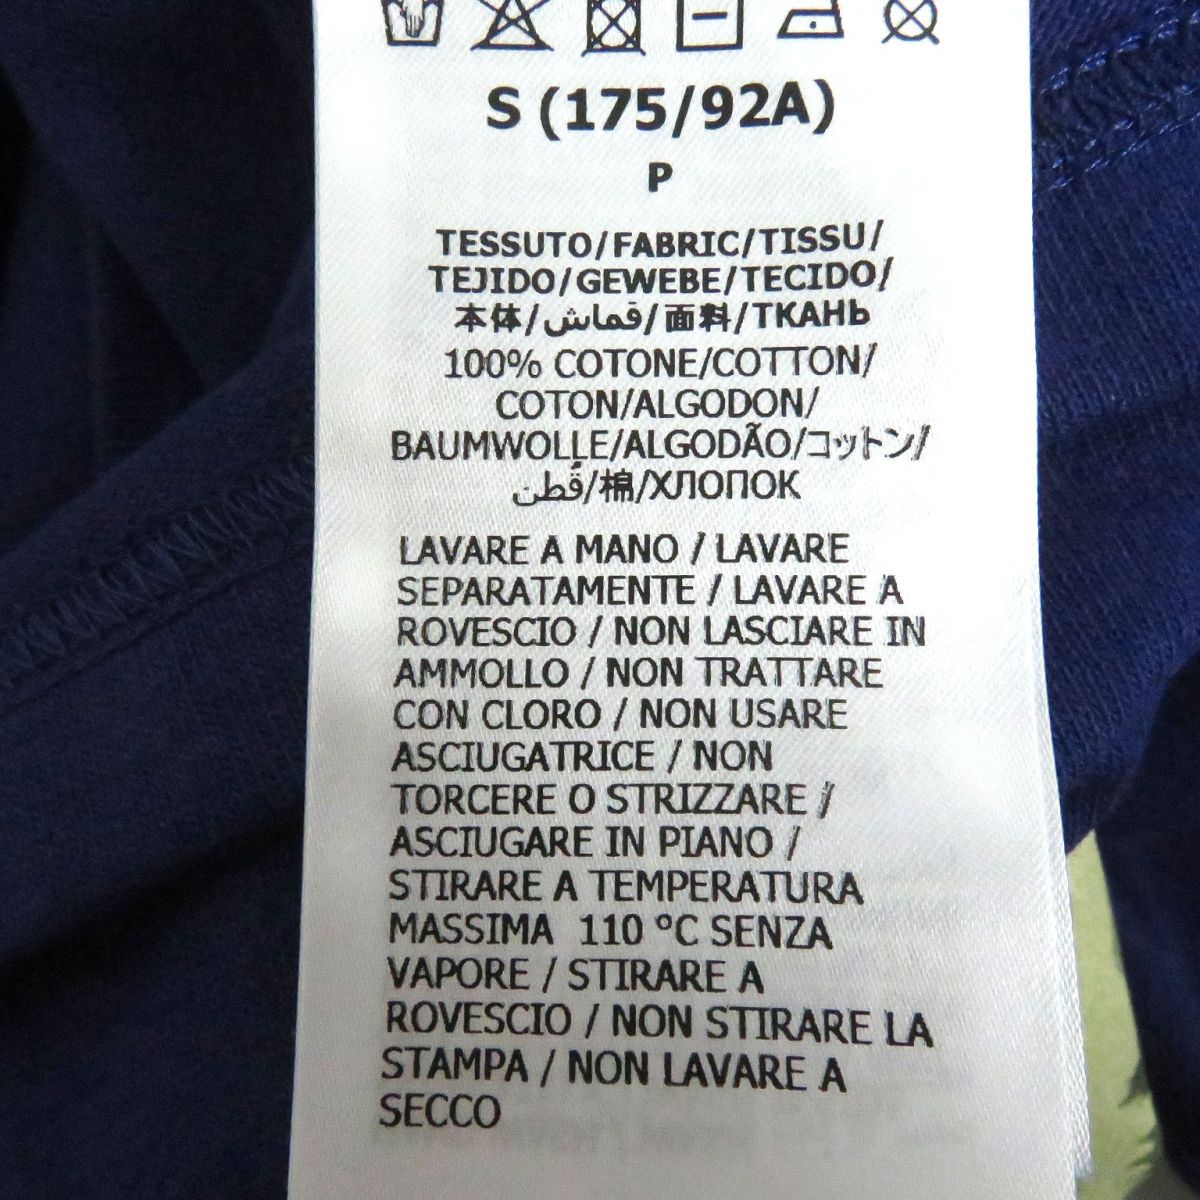 S (175/92A)
P
TESSUTO/FABRIC/TISSU/
TEJIDO/GEWEBE/TECIDO/
本体/قماش/面料/ТКАНЬ
100% COTONE/COTTON/
COTON/ALGODON/
BAUMWOLLE/ALGODÃO/コットン/
قُطن/棉/ХЛОПОК
LAVARE A MANO / LAVARE
SEPARATAMENTE / LAVARE A
ROVESCIO / NON LASCIARE IN
AMMOLLO / NON TRATTARE
CON CLORO / NON USARE
ASCIUGATRICE / NON
TORCERE O STRIZZARE /
ASCIUGARE IN PIANO /
STIRARE A TEMPERATURA
MASSIMA 110 °C SENZA
VAPORE / STIRARE A
ROVESCIO / NON STIRARE LA
STAMPA / NON LAVARE A
SECCO